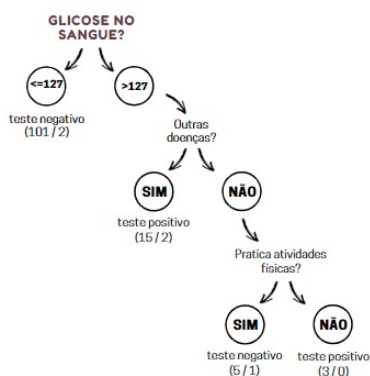 GLICOSE NO
SANGUE?
<=127
>127
teste negativo
(101 / 2)
Outras
doenças?
SIM
NÃO
teste positivo
(15 / 2)
Pratica atividades
físicas?
SIM
NÃO
teste negativo
(5 / 1)
teste positivo
(3 / 0)